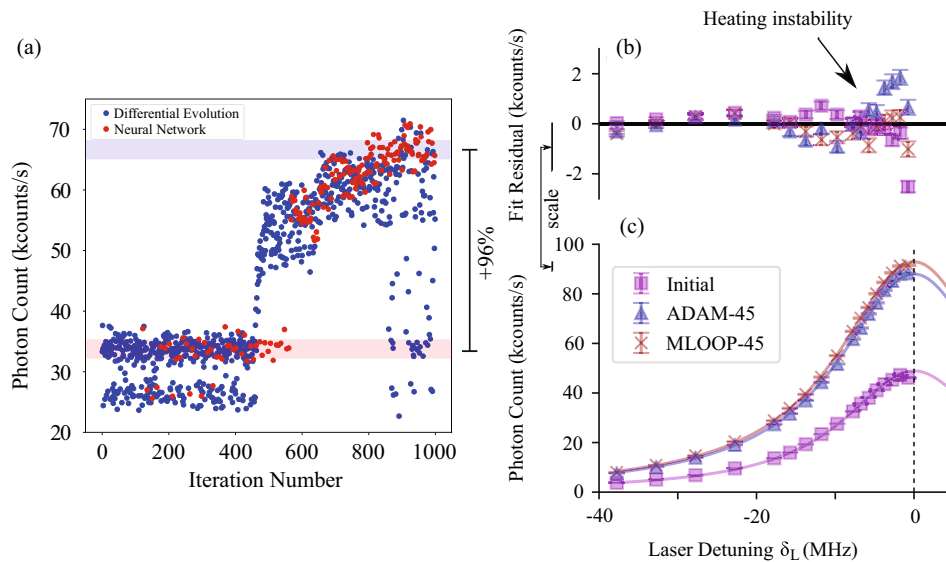 (a)
Differential Evolution
Neural Network
Photon Count (kcounts/s)
70
60
50
40
30
20
0
200
400
600
800
1000
Iteration Number
+96%
Heating instability
(b)
Fit Residual (kcounts/s)
2
0
-2
scale
(c)
Photon Count (kcounts/s)
100
80
60
40
20
0
Initial
ADAM-45
MLOOP-45
-40
-20
0
Laser Detuning δL (MHz)